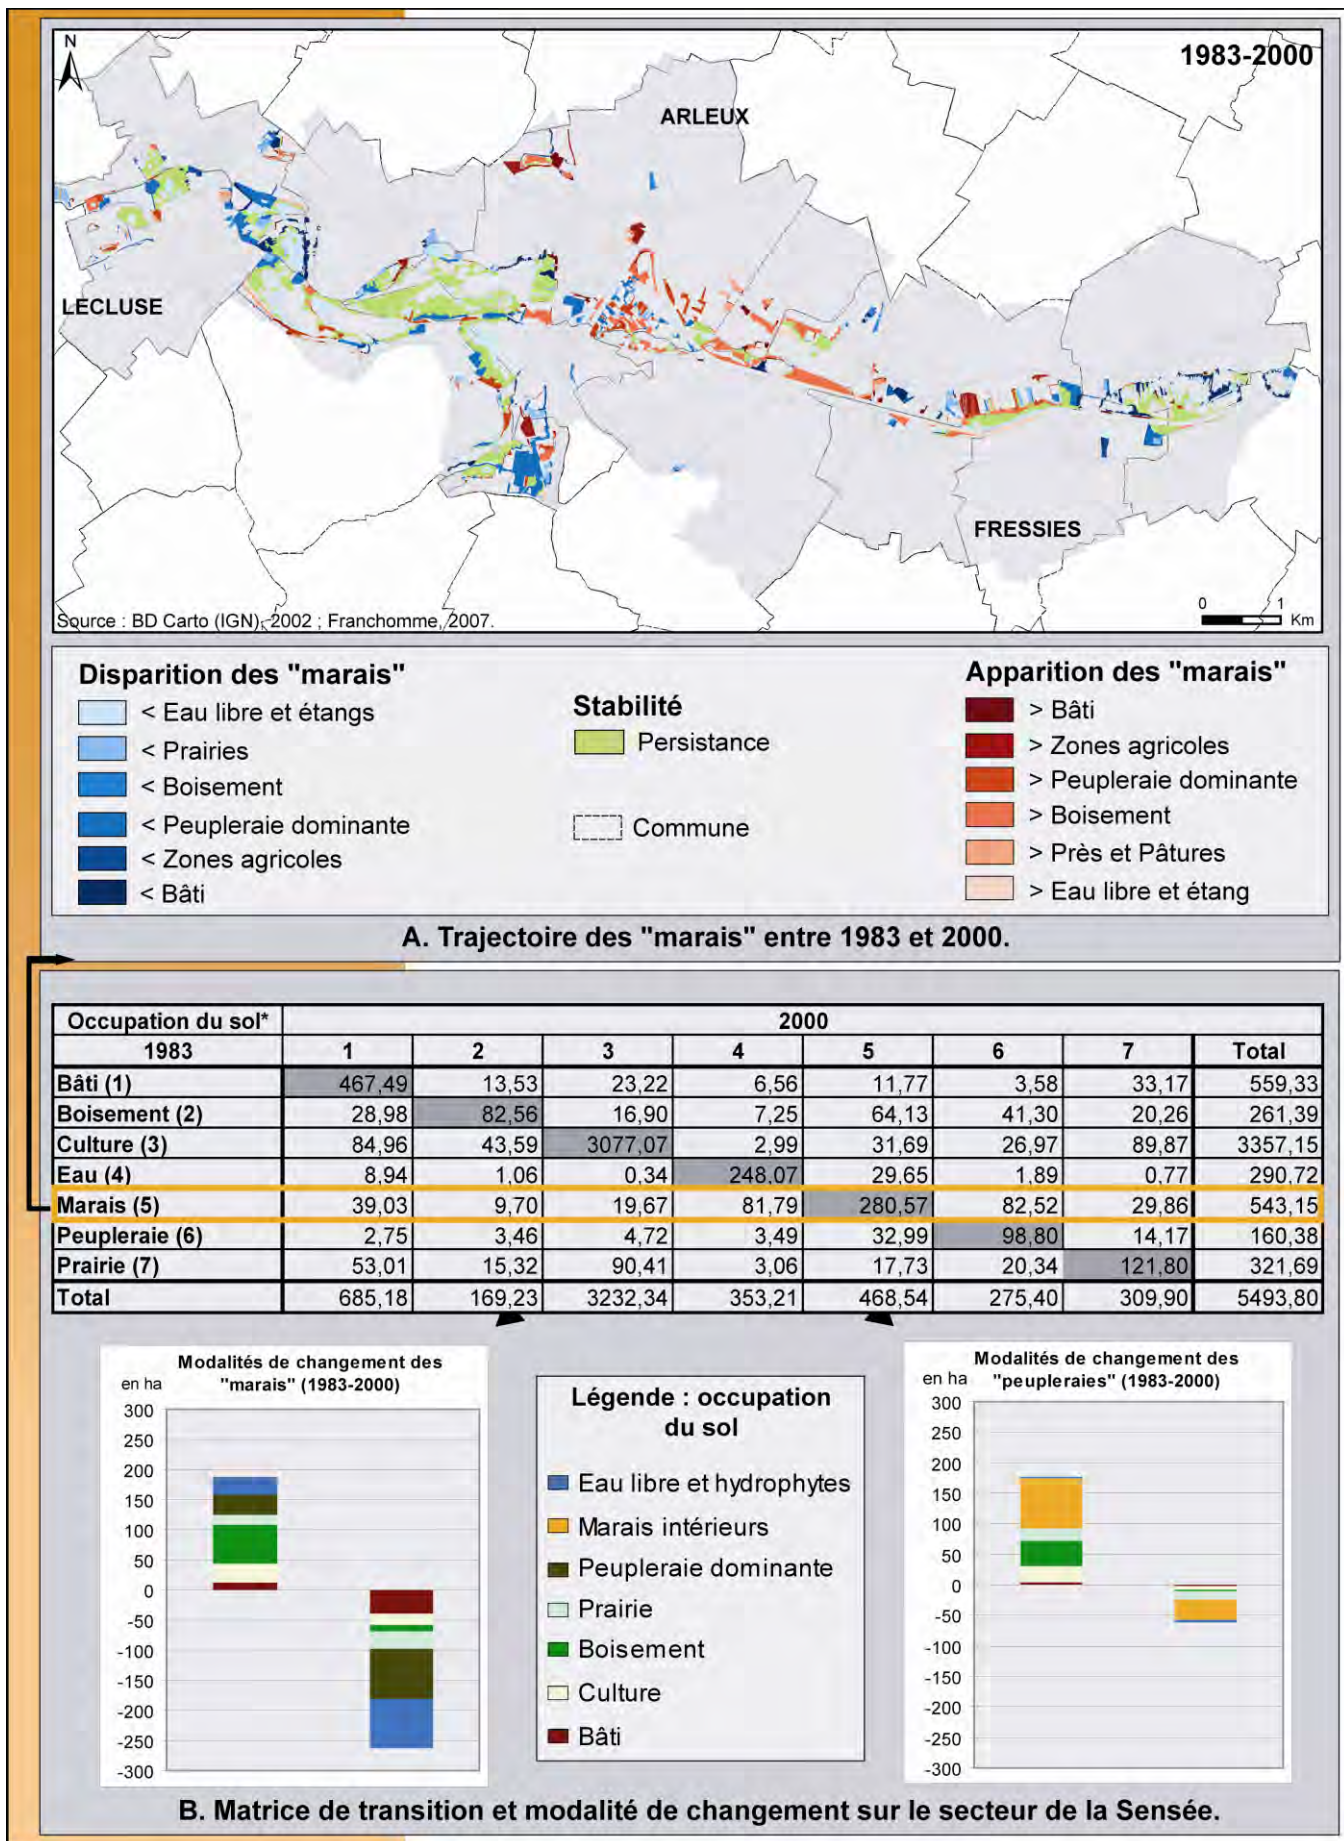 N
1983-2000
ARLEUX
LECLUSE
FRESSIES
0 1
Km
Source : BD Carto (IGN), 2002 ; Franchomme, 2007.
Disparition des "marais"
< Eau libre et étangs
< Prairies
< Boisement
< Peupleraie dominante
< Zones agricoles
< Bâti
Stabilité
Persistance
Commune
Apparition des "marais"
> Bâti
> Zones agricoles
> Peupleraie dominante
> Boisement
> Près et Pâtures
> Eau libre et étang
A. Trajectoire des "marais" entre 1983 et 2000.
Occupation du sol* 2000
1983 1 2 3 4 5 6 7 Total
Bâti (1) 467,49 13,53 23,22 6,56 11,77 3,58 33,17 559,33
Boisement (2) 28,98 82,56 16,90 7,25 64,13 41,30 20,26 261,39
Culture (3) 84,96 43,59 3077,07 2,99 31,69 26,97 89,87 3357,15
Eau (4) 8,94 1,06 0,34 248,07 29,65 1,89 0,77 290,72
Marais (5) 39,03 9,70 19,67 81,79 280,57 82,52 29,86 543,15
Peupleraie (6) 2,75 3,46 4,72 3,49 32,99 98,80 14,17 160,38
Prairie (7) 53,01 15,32 90,41 3,06 17,73 20,34 121,80 321,69
Total 685,18 169,23 3232,34 353,21 468,54 275,40 309,90 5493,80
Modalités de changement des
en ha "marais" (1983-2000)
300
250
200
150
100
50
0
-50
-100
-150
-200
-250
-300
Légende : occupation
du sol
Eau libre et hydrophytes
Marais intérieurs
Peupleraie dominante
Prairie
Boisement
Culture
Bâti
Modalités de changement des
en ha "peupleraies" (1983-2000)
300
250
200
150
100
50
0
-50
-100
-150
-200
-250
-300
B. Matrice de transition et modalité de changement sur le secteur de la Sensée.